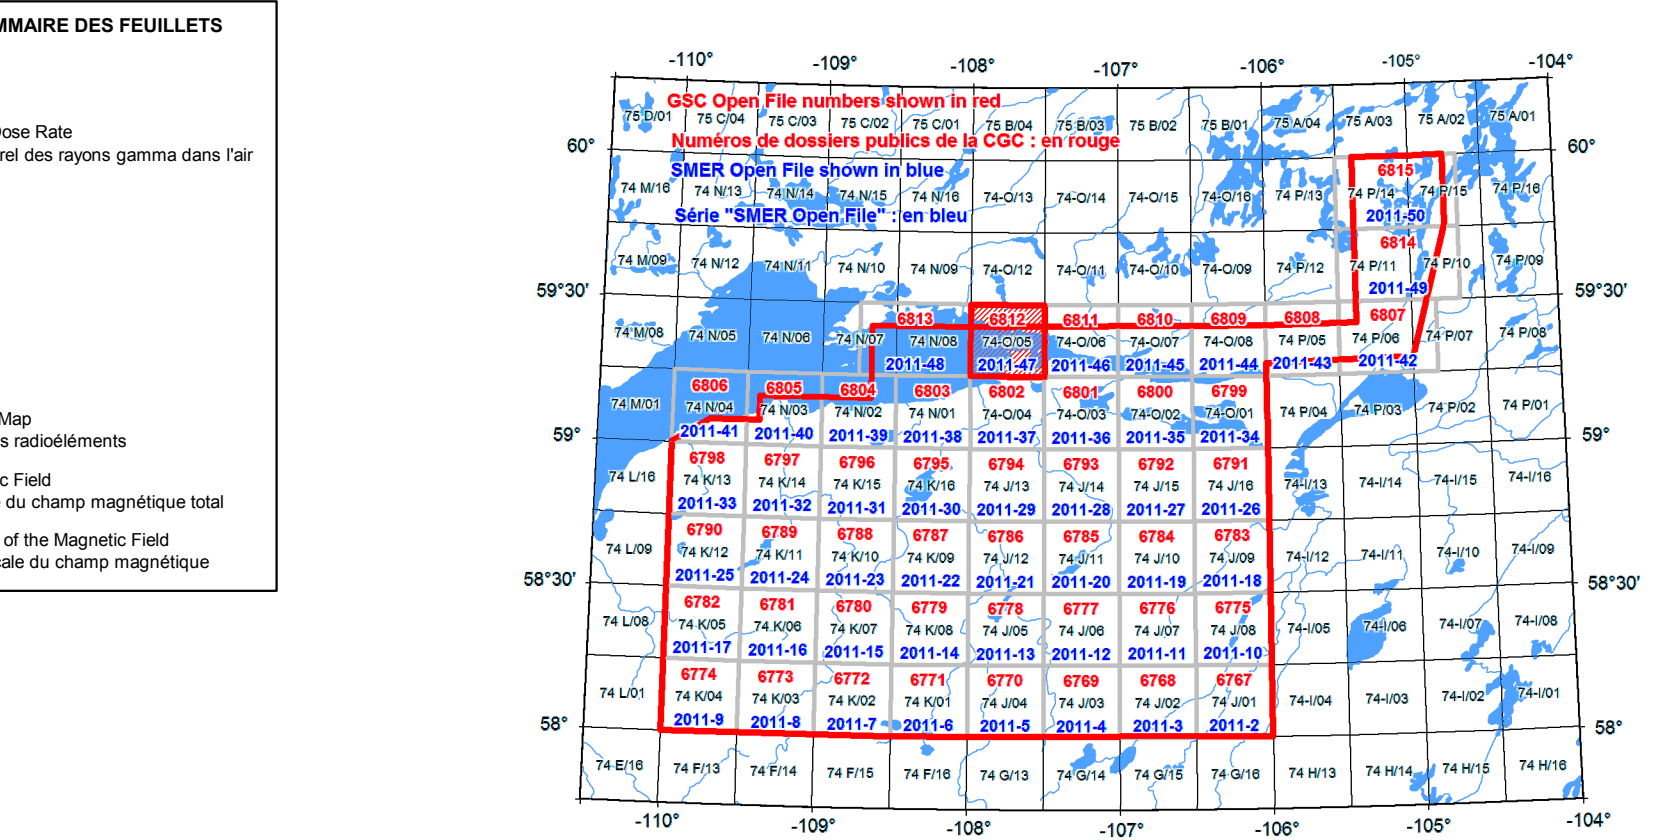 MMAIRE DES FEUILLETS
Dose Rate
rel des rayons gamma dans l'air
Map
s radioéléments
c Field
e du champ magnétique total
of the Magnetic Field
cale du champ magnétique
-110° -109° -108° -107° -106° -105° -104°
GSC Open File numbers shown in red
75 D/01 75 C/04 75 C/03 75 C/02 75 C/01 75 B/04 75 B/03 75 B/02 75 B/01 75 A/04 75 A/03 75 A/02 75 A/01
Numéros de dossiers publics de la CGC : en rouge
60° 60°
SMER Open File shown in blue
6815
74 M/16 74 N/13 74 N/14 74 N/15 74 N/16 74-O/13 74-O/14 74-O/15 74-O/16 74 P/13 74 P/14 74 P/15 74 P/16
Série "SMER Open File" : en bleu
2011-50
6814
74 M/09 74 N/12 74 N/11 74 N/10 74 N/09 74-O/12 74-O/11 74-O/10 74-O/09 74 P/12 74 P/11 74 P/10 74 P/09
2011-49
59°30' 59°30'
6813 6812 6811 6810 6809 6808 6807
74 M/08 74 N/05 74 N/06 74 N/07 74 N/08 74-O/05 74-O/06 74-O/07 74-O/08 74 P/05 74 P/06 74 P/07 74 P/08
2011-48 2011-47 2011-46 2011-45 2011-44 2011-43 2011-42
6806 6805 6804 6803 6802 6801 6800 6799
74 M/01 74 N/04 74 N/03 74 N/02 74 N/01 74-O/04 74-O/03 74-O/02 74-O/01 74 P/04 74 P/03 74 P/02 74 P/01
2011-41 2011-40 2011-39 2011-38 2011-37 2011-36 2011-35 2011-34
59° 59°
6798 6797 6796 6795 6794 6793 6792 6791
74 L/16 74 K/13 74 K/14 74 K/15 74 K/16 74 J/13 74 J/14 74 J/15 74 J/16 74-I/13 74-I/14 74-I/15 74-I/16
2011-33 2011-32 2011-31 2011-30 2011-29 2011-28 2011-27 2011-26
6790 6789 6788 6787 6786 6785 6784 6783
74 L/09 74 K/12 74 K/11 74 K/10 74 K/09 74 J/12 74 J/11 74 J/10 74 J/09 74-I/12 74-I/11 74-I/10 74-I/09
2011-25 2011-24 2011-23 2011-22 2011-21 2011-20 2011-19 2011-18
58°30' 58°30'
6782 6781 6780 6779 6778 6777 6776 6775
74 L/08 74 K/05 74 K/06 74 K/07 74 K/08 74 J/05 74 J/06 74 J/07 74 J/08 74-I/05 74-I/06 74-I/07 74-I/08
2011-17 2011-16 2011-15 2011-14 2011-13 2011-12 2011-11 2011-10
6774 6773 6772 6771 6770 6769 6768 6767
74 L/01 74 K/04 74 K/03 74 K/02 74 K/01 74 J/04 74 J/03 74 J/02 74 J/01 74-I/04 74-I/03 74-I/02 74-I/01
2011-9 2011-8 2011-7 2011-6 2011-5 2011-4 2011-3 2011-2
58° 58°
74 E/16 74 F/13 74 F/14 74 F/15 74 F/16 74 G/13 74 G/14 74 G/15 74 G/16 74 H/13 74 H/14 74 H/15 74 H/16
-110° -109° -108° -107° -106° -105° -104°